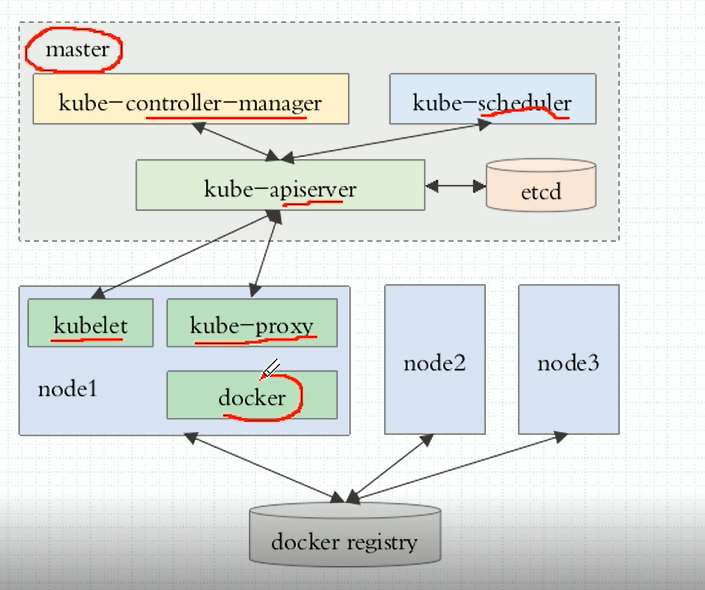 master
kube-controller-manager
kube-scheduler
kube-apiserver
etcd
kubelet
kube-proxy
node1
docker
node2
node3
docker registry